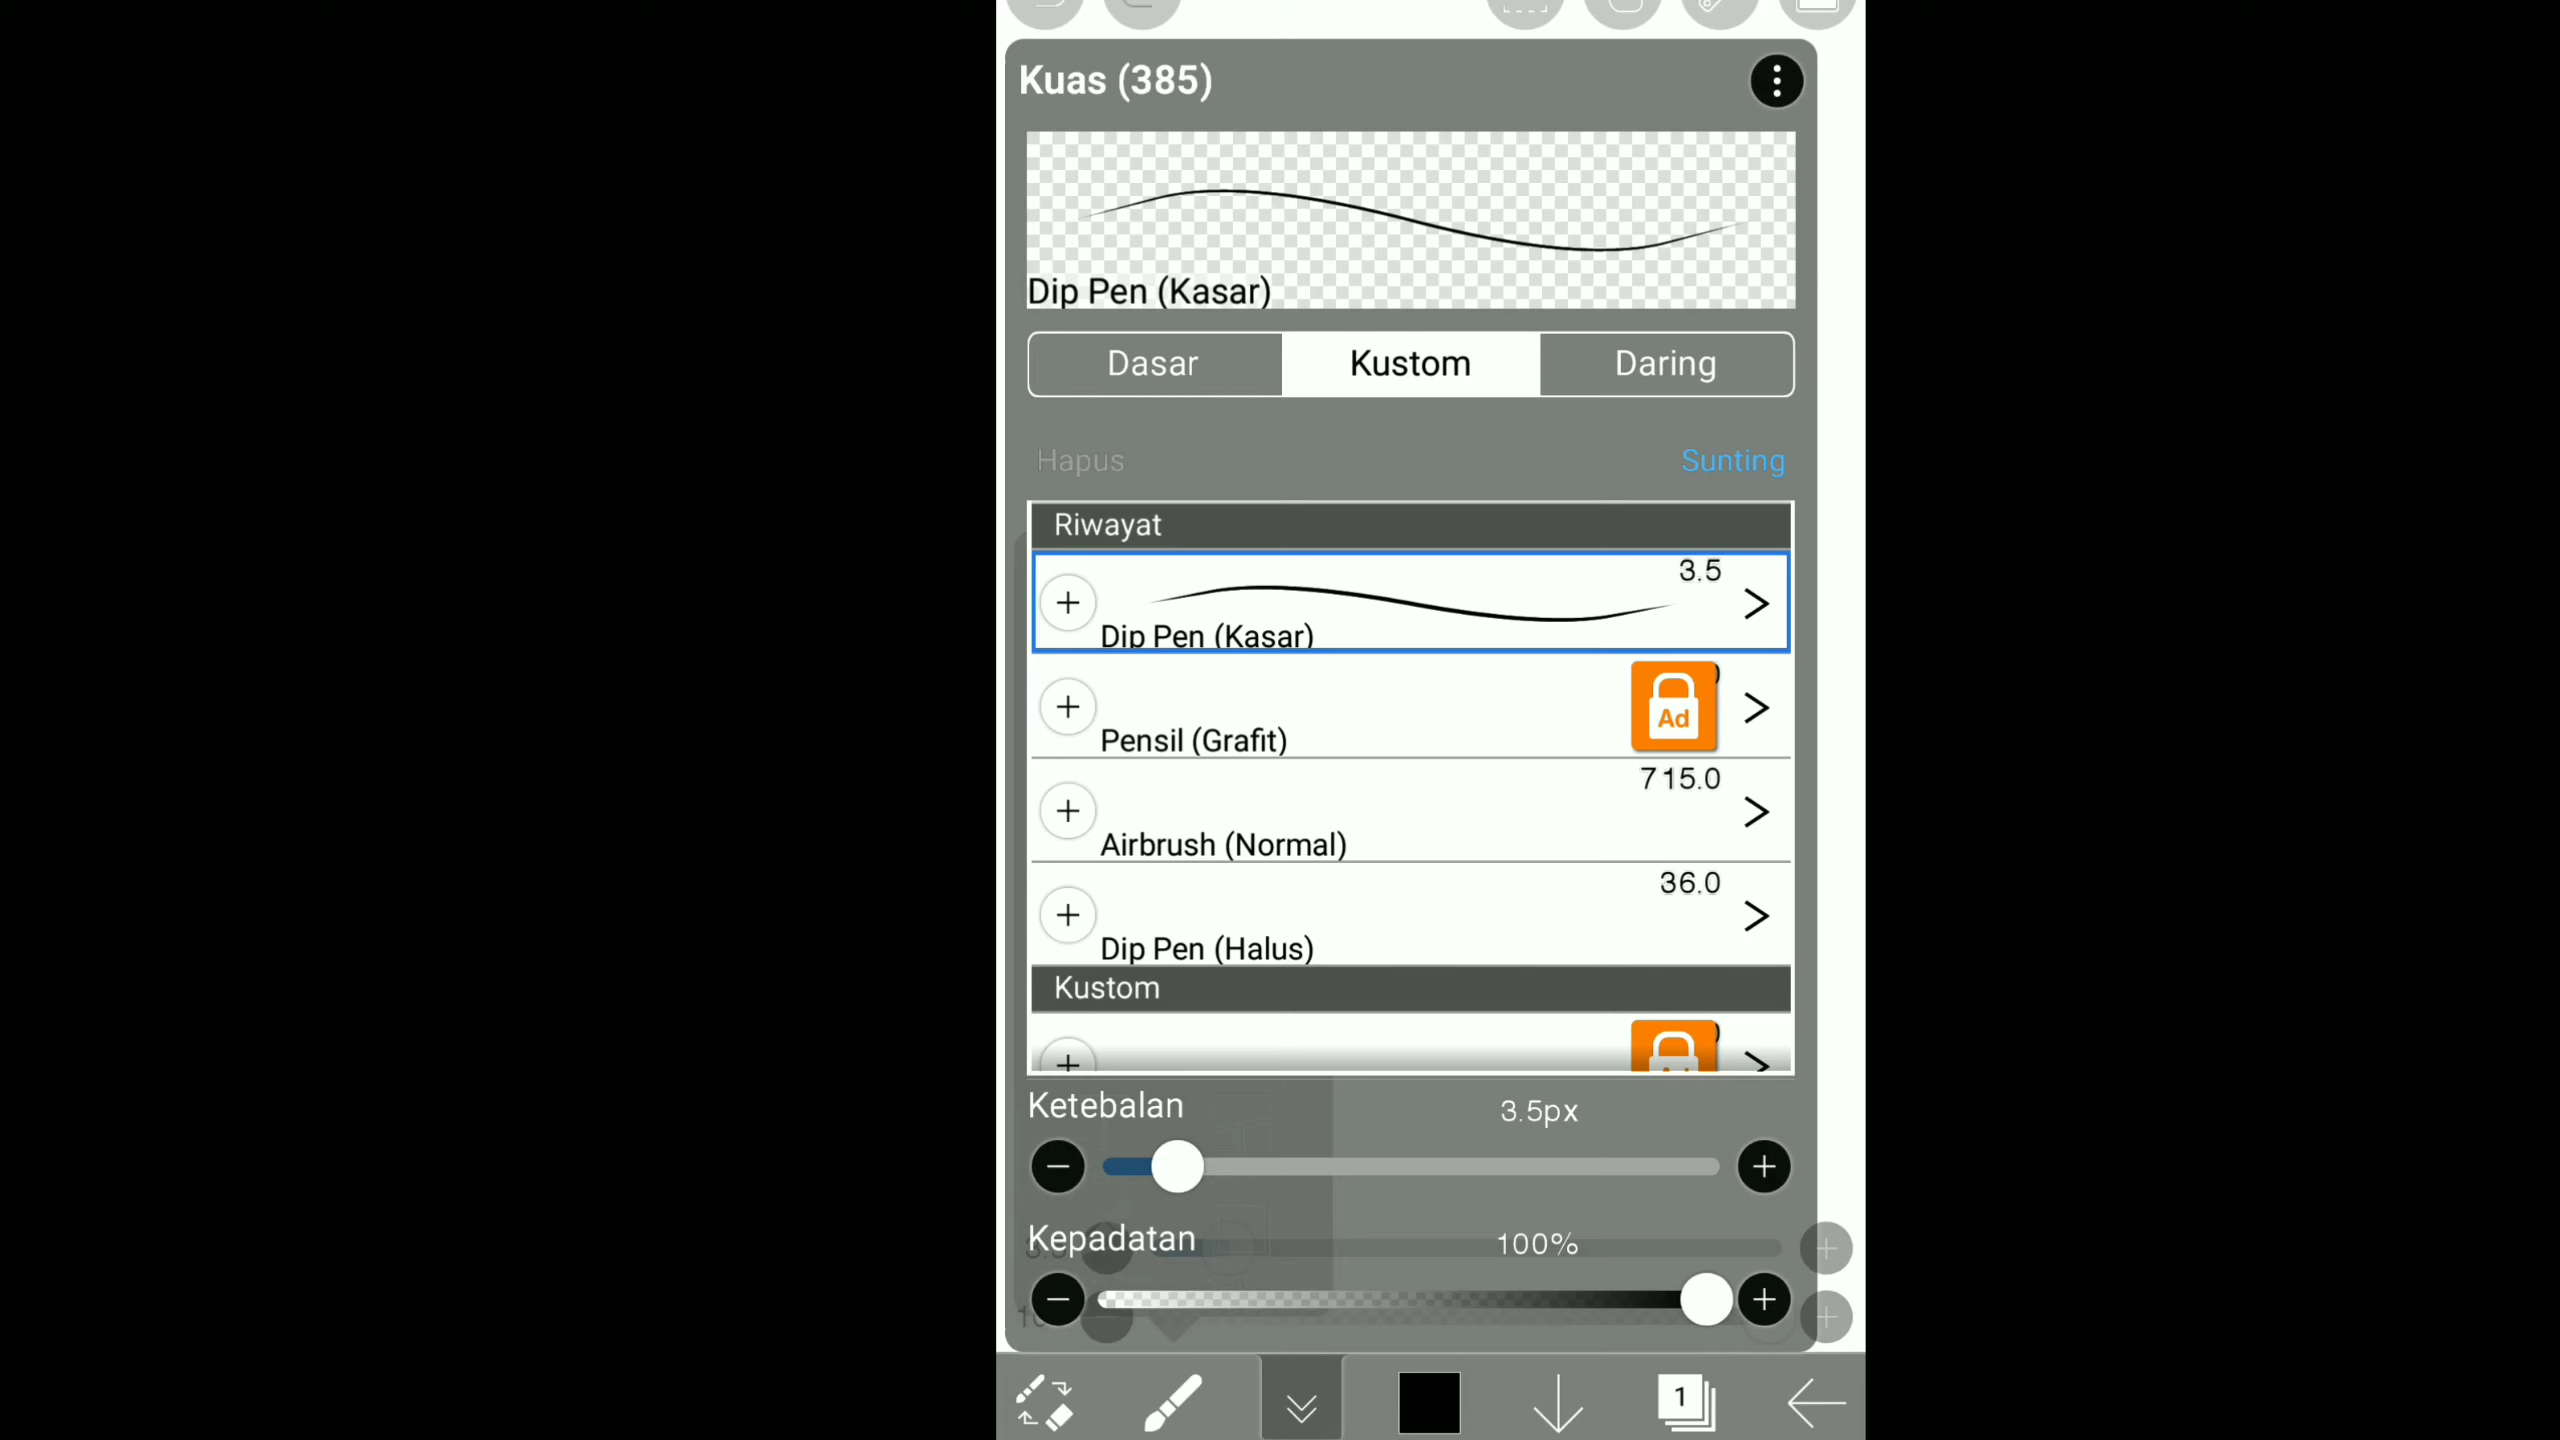 Kuas (385)
Dip Pen (Kasar)
Dasar
Kustom
Daring
Hapus
Sunting
Riwayat
3.5
Dip Pen (Kasar)
Ad
Pensil (Grafit)
715.0
Airbrush (Normal)
36.0
Dip Pen (Halus)
Kustom
Ketebalan
3.5px
Kepadatan
100%
1